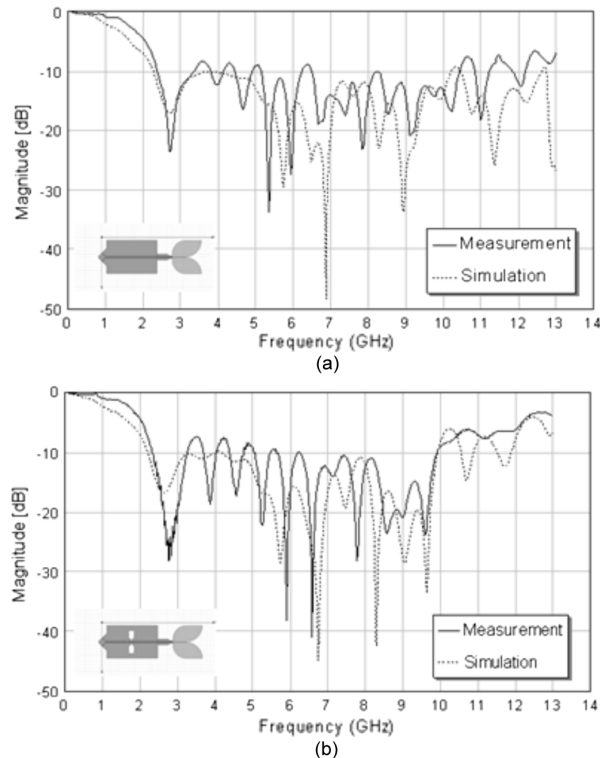 0
-10
-20
-30
-40
-50
Magnitude [dB]
Measurement
Simulation
0 1 2 3 4 5 6 7 8 9 10 11 12 13 14
Frequency (GHz)
(a)
0
-10
-20
-30
-40
-50
Magnitude [dB]
Measurement
Simulation
0 1 2 3 4 5 6 7 8 9 10 11 12 13 14
Frequency (GHz)
(b)